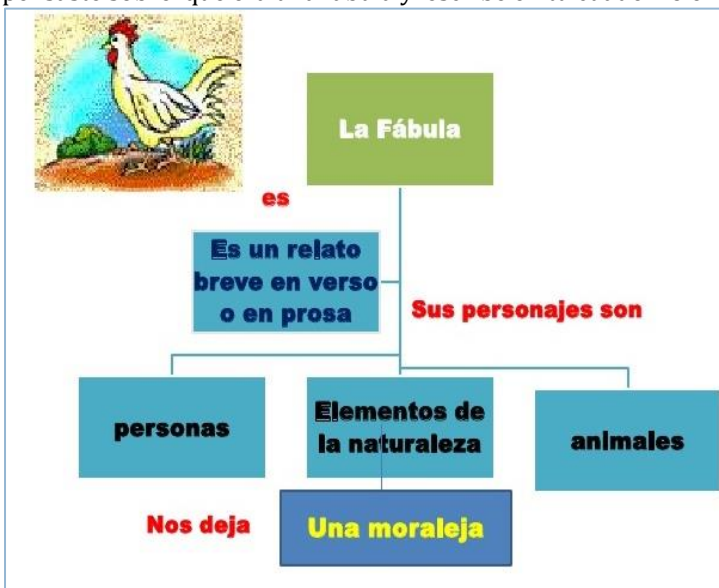 La Fábula
es
Es un relato
breve en verso
o en prosa
Sus personajes son
personas
Elementos de
la naturaleza
animales
Nos deja
Una moraleja